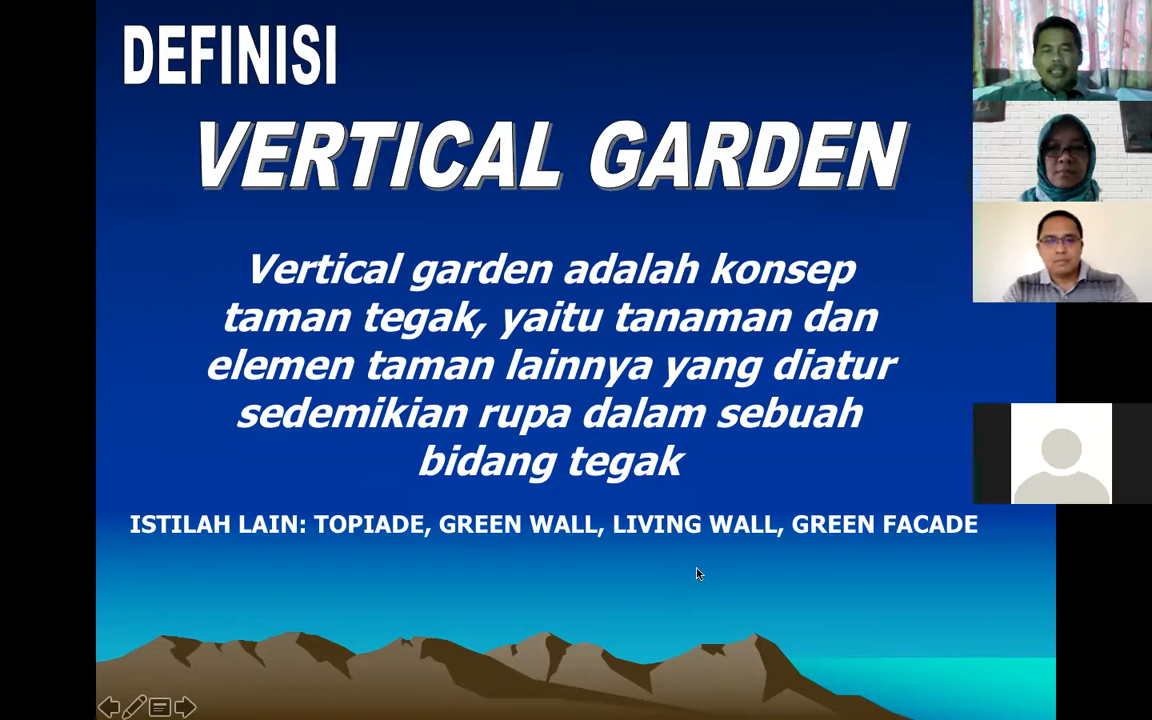 DEFINISI
VERTICAL GARDEN
Vertical garden adalah konsep
taman tegak, yaitu tanaman dan
elemen taman lainnya yang diatur
sedemikian rupa dalam sebuah
bidang tegak
ISTILAH LAIN: TOPIADE, GREEN WALL, LIVING WALL, GREEN FACADE